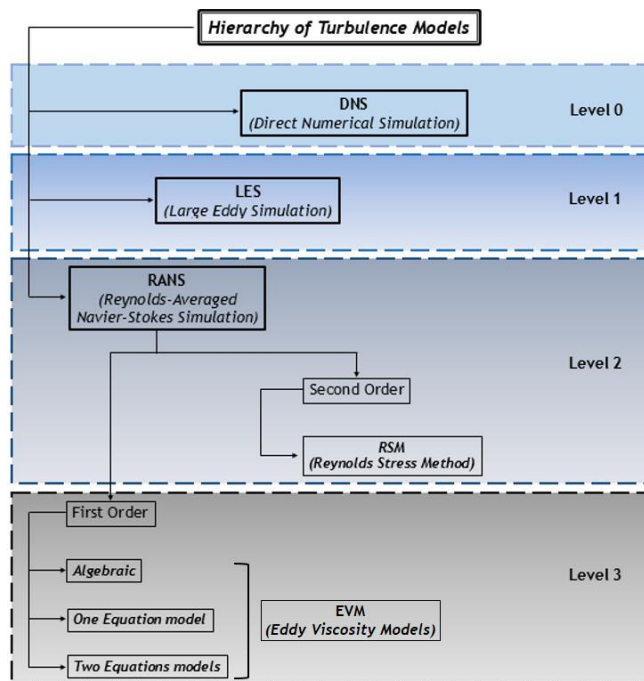 Hierarchy of Turbulence Models
DNS
(Direct Numerical Simulation)
Level 0
LES
(Large Eddy Simulation)
Level 1
RANS
(Reynolds-Averaged
Navier-Stokes Simulation)
Level 2
Second Order
RSM
(Reynolds Stress Method)
First Order
Algebraic
Level 3
One Equation model
EVM
(Eddy Viscosity Models)
Two Equations models